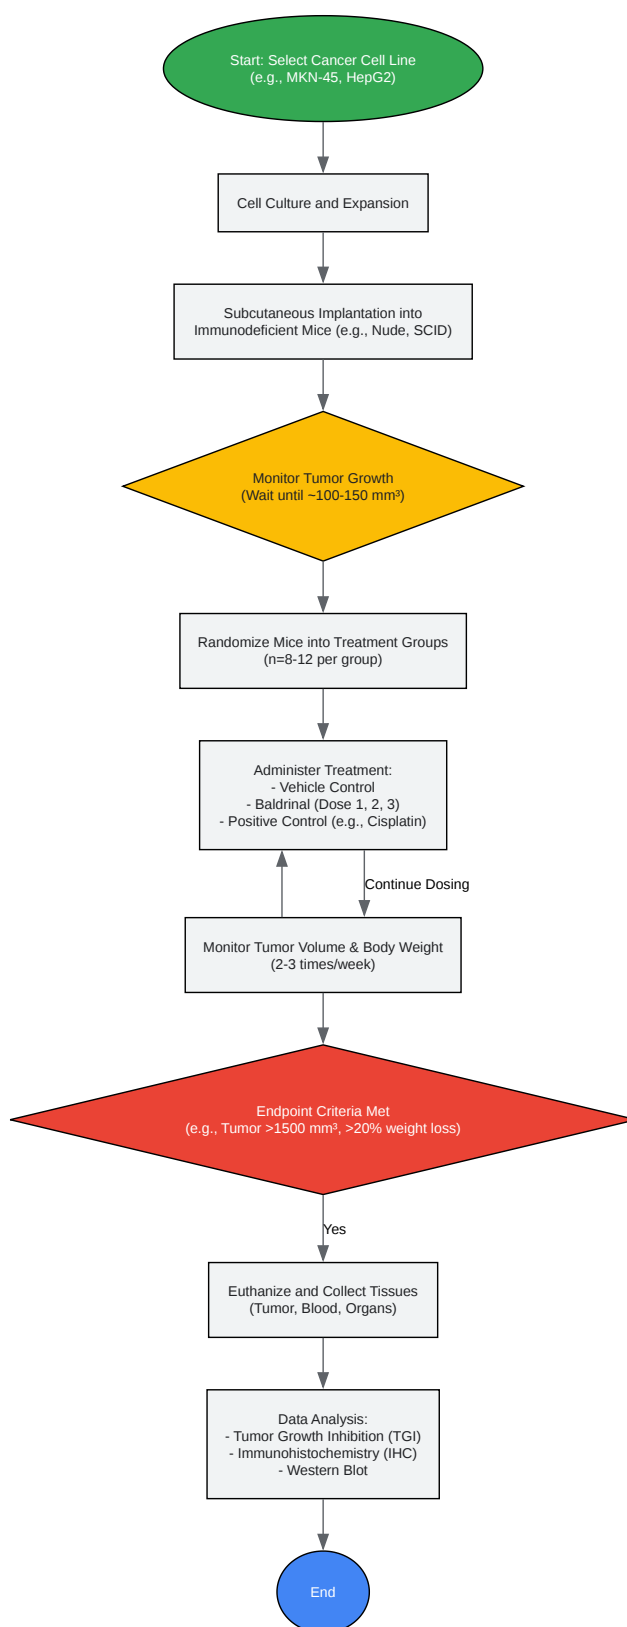 Start: Select Cancer Cell Line
(e.g., MKN-45, HepG2)
Cell Culture and Expansion
Subcutaneous Implantation into
Immunodeficient Mice (e.g., Nude, SCID)
Monitor Tumor Growth
(Wait until ~100-150 mm³)
Randomize Mice into Treatment Groups
(n=8-12 per group)
Administer Treatment:
- Vehicle Control
- Baldrinal (Dose 1, 2, 3)
- Positive Control (e.g., Cisplatin)
Continue Dosing
Monitor Tumor Volume & Body Weight
(2-3 times/week)
Endpoint Criteria Met
(e.g., Tumor >1500 mm³, >20% weight loss)
Yes
Euthanize and Collect Tissues
(Tumor, Blood, Organs)
Data Analysis:
- Tumor Growth Inhibition (TGI)
- Immunohistochemistry (IHC)
- Western Blot
End